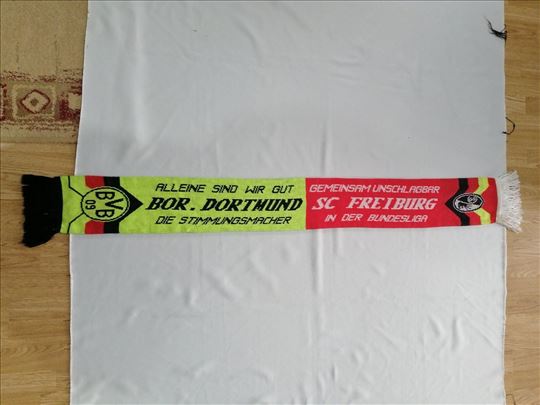 BVB
09
ALLEINE SIND WIR GUT
BOR. DORTMUND
DIE STIMMUNGSMACHER
GEMEINSAM UNSCHLAGBAR
SC FREIBURG
IN DER BUNDESLIGA